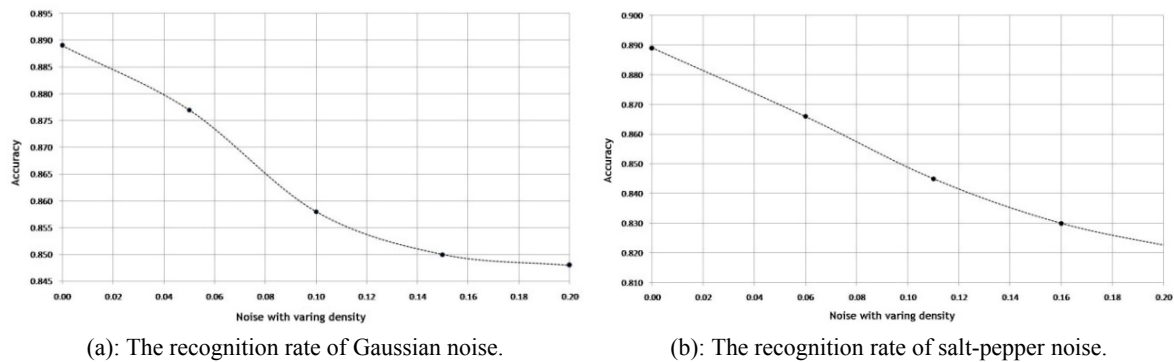 0.895
0.890
0.885
0.880
0.875
0.870
0.865
0.860
0.855
0.850
0.845
Accuracy
0.00 0.02 0.04 0.06 0.08 0.10 0.12 0.14 0.16 0.18 0.20
Noise with varing density
(a): The recognition rate of Gaussian noise.
0.900
0.890
0.880
0.870
0.860
0.850
0.840
0.830
0.820
0.810
Accuracy
0.00 0.02 0.04 0.06 0.08 0.10 0.12 0.14 0.16 0.18 0.20
Noise with varing density
(b): The recognition rate of salt-pepper noise.